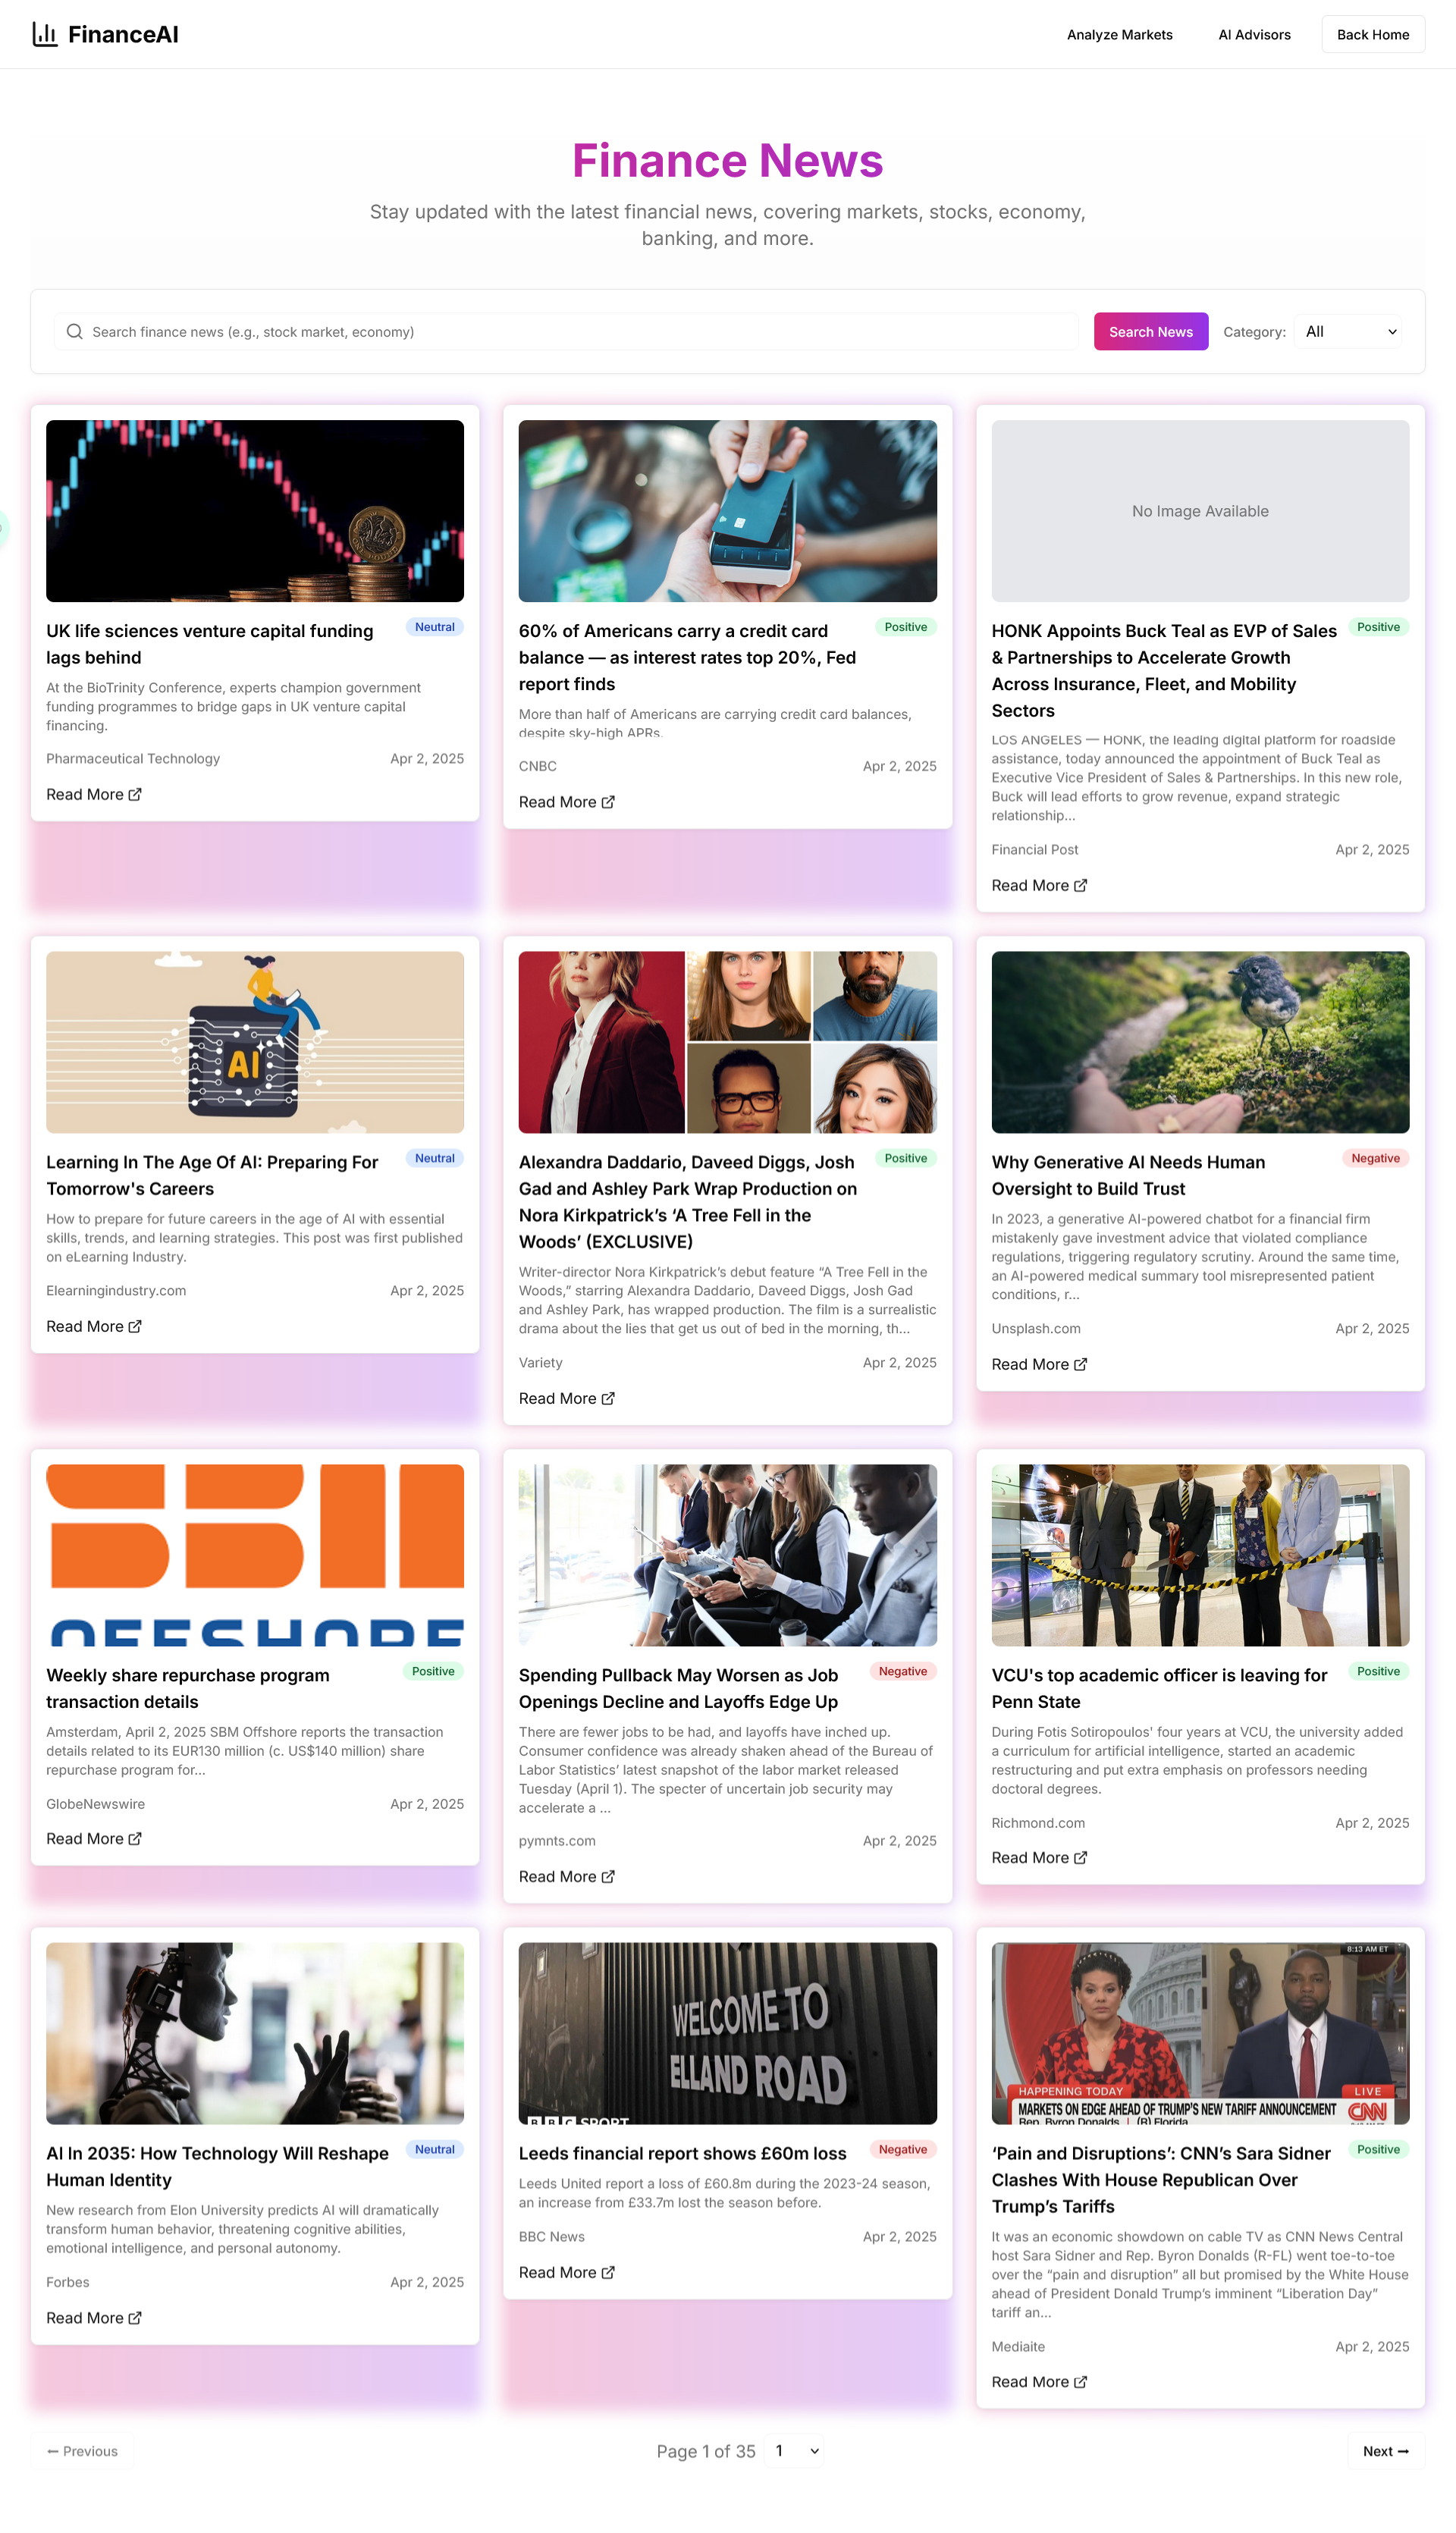 FinanceAI
Analyze Markets
AI Advisors
Back Home
Finance News
Stay updated with the latest financial news, covering markets, stocks, economy,
banking, and more.
Search finance news (e.g., stock market, economy)
Search News
Category:
All
UK life sciences venture capital funding
lags behind
Neutral
At the BioTrinity Conference, experts champion government
funding programmes to bridge gaps in UK venture capital
financing.
Pharmaceutical Technology
Apr 2, 2025
Read More
60% of Americans carry a credit card
balance — as interest rates top 20%, Fed
report finds
Positive
More than half of Americans are carrying credit card balances,
despite sky-high APRs.
CNBC
Apr 2, 2025
Read More
No Image Available
HONK Appoints Buck Teal as EVP of Sales
& Partnerships to Accelerate Growth
Across Insurance, Fleet, and Mobility
Sectors
Positive
LOS ANGELES — HONK, the leading digital platform for roadside
assistance, today announced the appointment of Buck Teal as
Executive Vice President of Sales & Partnerships. In this new role,
Buck will lead efforts to grow revenue, expand strategic
relationship...
Financial Post
Apr 2, 2025
Read More
AI
Learning In The Age Of AI: Preparing For
Tomorrow's Careers
Neutral
How to prepare for future careers in the age of AI with essential
skills, trends, and learning strategies. This post was first published
on eLearning Industry.
Elearningindustry.com
Apr 2, 2025
Read More
Alexandra Daddario, Daveed Diggs, Josh
Gad and Ashley Park Wrap Production on
Nora Kirkpatrick’s ‘A Tree Fell in the
Woods’ (EXCLUSIVE)
Positive
Writer-director Nora Kirkpatrick’s debut feature “A Tree Fell in the
Woods,” starring Alexandra Daddario, Daveed Diggs, Josh Gad
and Ashley Park, has wrapped production. The film is a surrealistic
drama about the lies that get us out of bed in the morning, th...
Variety
Apr 2, 2025
Read More
Why Generative AI Needs Human
Oversight to Build Trust
Negative
In 2023, a generative AI-powered chatbot for a financial firm
mistakenly gave investment advice that violated compliance
regulations, triggering regulatory scrutiny. Around the same time,
an AI-powered medical summary tool misrepresented patient
conditions, r...
Unsplash.com
Apr 2, 2025
Read More
SBM
OFFSHORE
Weekly share repurchase program
transaction details
Positive
Amsterdam, April 2, 2025 SBM Offshore reports the transaction
details related to its EUR130 million (c. US$140 million) share
repurchase program for...
GlobeNewswire
Apr 2, 2025
Read More
Spending Pullback May Worsen as Job
Openings Decline and Layoffs Edge Up
Negative
There are fewer jobs to be had, and layoffs have inched up.
Consumer confidence was already shaken ahead of the Bureau of
Labor Statistics’ latest snapshot of the labor market released
Tuesday (April 1). The specter of uncertain job security may
accelerate a ...
pymnts.com
Apr 2, 2025
Read More
VCU's top academic officer is leaving for
Penn State
Positive
During Fotis Sotiropoulos' four years at VCU, the university added
a curriculum for artificial intelligence, started an academic
restructuring and put extra emphasis on professors needing
doctoral degrees.
Richmond.com
Apr 2, 2025
Read More
AI In 2035: How Technology Will Reshape
Human Identity
Neutral
New research from Elon University predicts AI will dramatically
transform human behavior, threatening cognitive abilities,
emotional intelligence, and personal autonomy.
Forbes
Apr 2, 2025
Read More
WELCOME TO
ELLAND ROAD
BBC SPORT
Leeds financial report shows £60m loss
Negative
Leeds United report a loss of £60.8m during the 2023-24 season,
an increase from £33.7m lost the season before.
BBC News
Apr 2, 2025
Read More
8:13 AM ET
HAPPENING TODAY
LIVE
MARKETS ON EDGE AHEAD OF TRUMP'S NEW TARIFF ANNOUNCEMENT
CNN
Rep. Byron Donalds | (R) Florida
‘Pain and Disruptions’: CNN’s Sara Sidner
Clashes With House Republican Over
Trump’s Tariffs
Positive
It was an economic showdown on cable TV as CNN News Central
host Sara Sidner and Rep. Byron Donalds (R-FL) went toe-to-toe
over the “pain and disruption” all but promised by the White House
ahead of President Donald Trump’s imminent “Liberation Day”
tariff an...
Mediaite
Apr 2, 2025
Read More
← Previous
Page 1 of 35
1
Next →